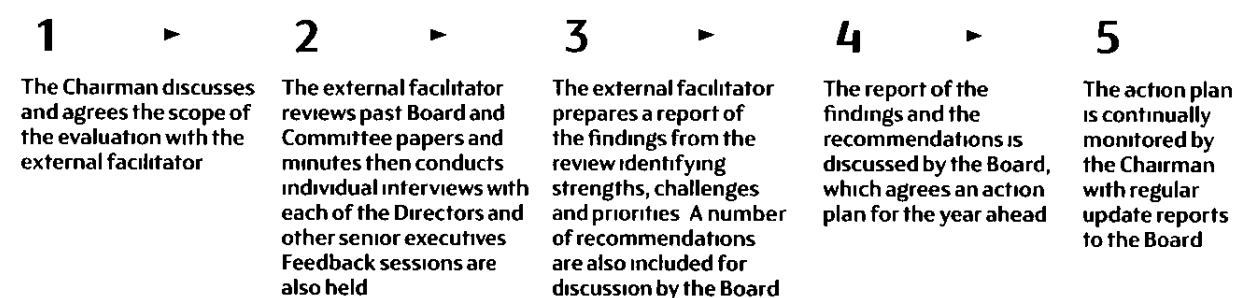 1
The Chairman discusses
and agrees the scope of
the evaluation with the
external facilitator
2
The external facilitator
reviews past Board and
Committee papers and
minutes then conducts
individual interviews with
each of the Directors and
other senior executives
Feedback sessions are
also held
3
The external facilitator
prepares a report of
the findings from the
review identifying
strengths, challenges
and priorities A number
of recommendations
are also included for
discussion by the Board
4
The report of the
findings and the
recommendations is
discussed by the Board,
which agrees an action
plan for the year ahead
5
The action plan
is continually
monitored by
the Chairman
with regular
update reports
to the Board